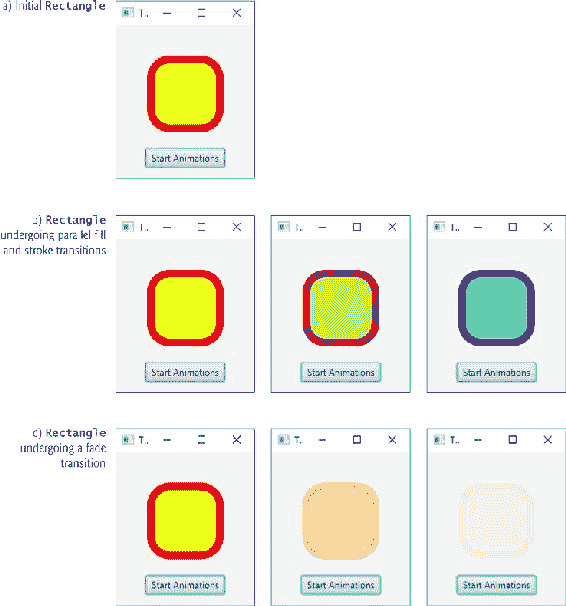 a) Initial Rectangle
T..
Start Animations
b) Rectangle
undergoing parallel fill
and stroke transitions
T..
T..
T..
Start Animations
Start Animations
Start Animations
c) Rectangle
undergoing a fade
transition
T..
T..
T..
Start Animations
Start Animations
Start Animations